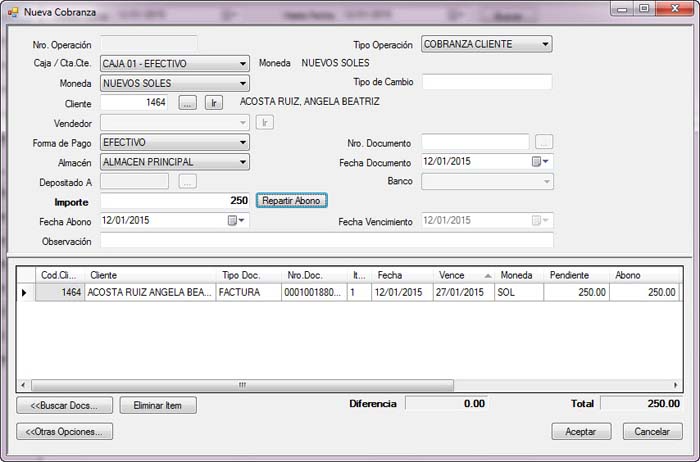 Nueva Cobranza
Nro. Operación Tipo Operación COBRANZA CLIENTE
Caja / Cta.Cte. CAJA 01 - EFECTIVO Moneda NUEVOS SOLES
Moneda NUEVOS SOLES Tipo de Cambio
Cliente 1464 ... Ir ACOSTA RUIZ, ANGELA BEATRIZ
Vendedor Ir
Forma de Pago EFECTIVO Nro. Documento ...
Almacén ALMACEN PRINCIPAL Fecha Documento 12/01/2015
Depositado A ... Banco
Importe 250 Repartir Abono
Fecha Abono 12/01/2015 Fecha Vencimiento 12/01/2015
Observación
Cod.Cli... Cliente Tipo Doc. Nro.Doc. It... Fecha Vence Moneda Pendiente Abono
1464 ACOSTA RUIZ ANGELA BEA... FACTURA 0001001880... 1 12/01/2015 27/01/2015 SOL 250.00 250.00
<<Buscar Docs... Eliminar Item Diferencia 0.00 Total 250.00
<<Otras Opciones... Aceptar Cancelar